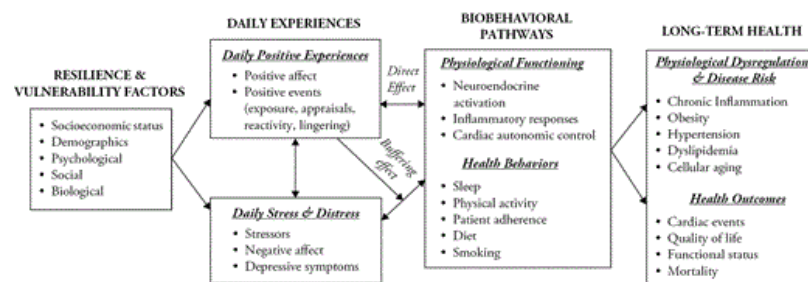 RESILIENCE &
VULNERABILITY FACTORS
• Socioeconomic status
• Demographics
• Psychological
• Social
• Biological
DAILY EXPERIENCES
Daily Positive Experiences
• Positive affect
• Positive events
(exposure, appraisals,
reactivity, lingering)
Daily Stress & Distress
• Stressors
• Negative affect
• Depressive symptoms
Direct
Effect
Buffering
effect
BIOBEHAVIORAL
PATHWAYS
Physiological Functioning
• Neuroendocrine
activation
• Inflammatory responses
• Cardiac autonomic control
Health Behaviors
• Sleep
• Physical activity
• Patient adherence
• Diet
• Smoking
LONG-TERM HEALTH
Physiological Dysregulation
& Disease Risk
• Chronic Inflammation
• Obesity
• Hypertension
• Dyslipidemia
• Cellular aging
Health Outcomes
• Cardiac events
• Quality of life
• Functional status
• Mortality